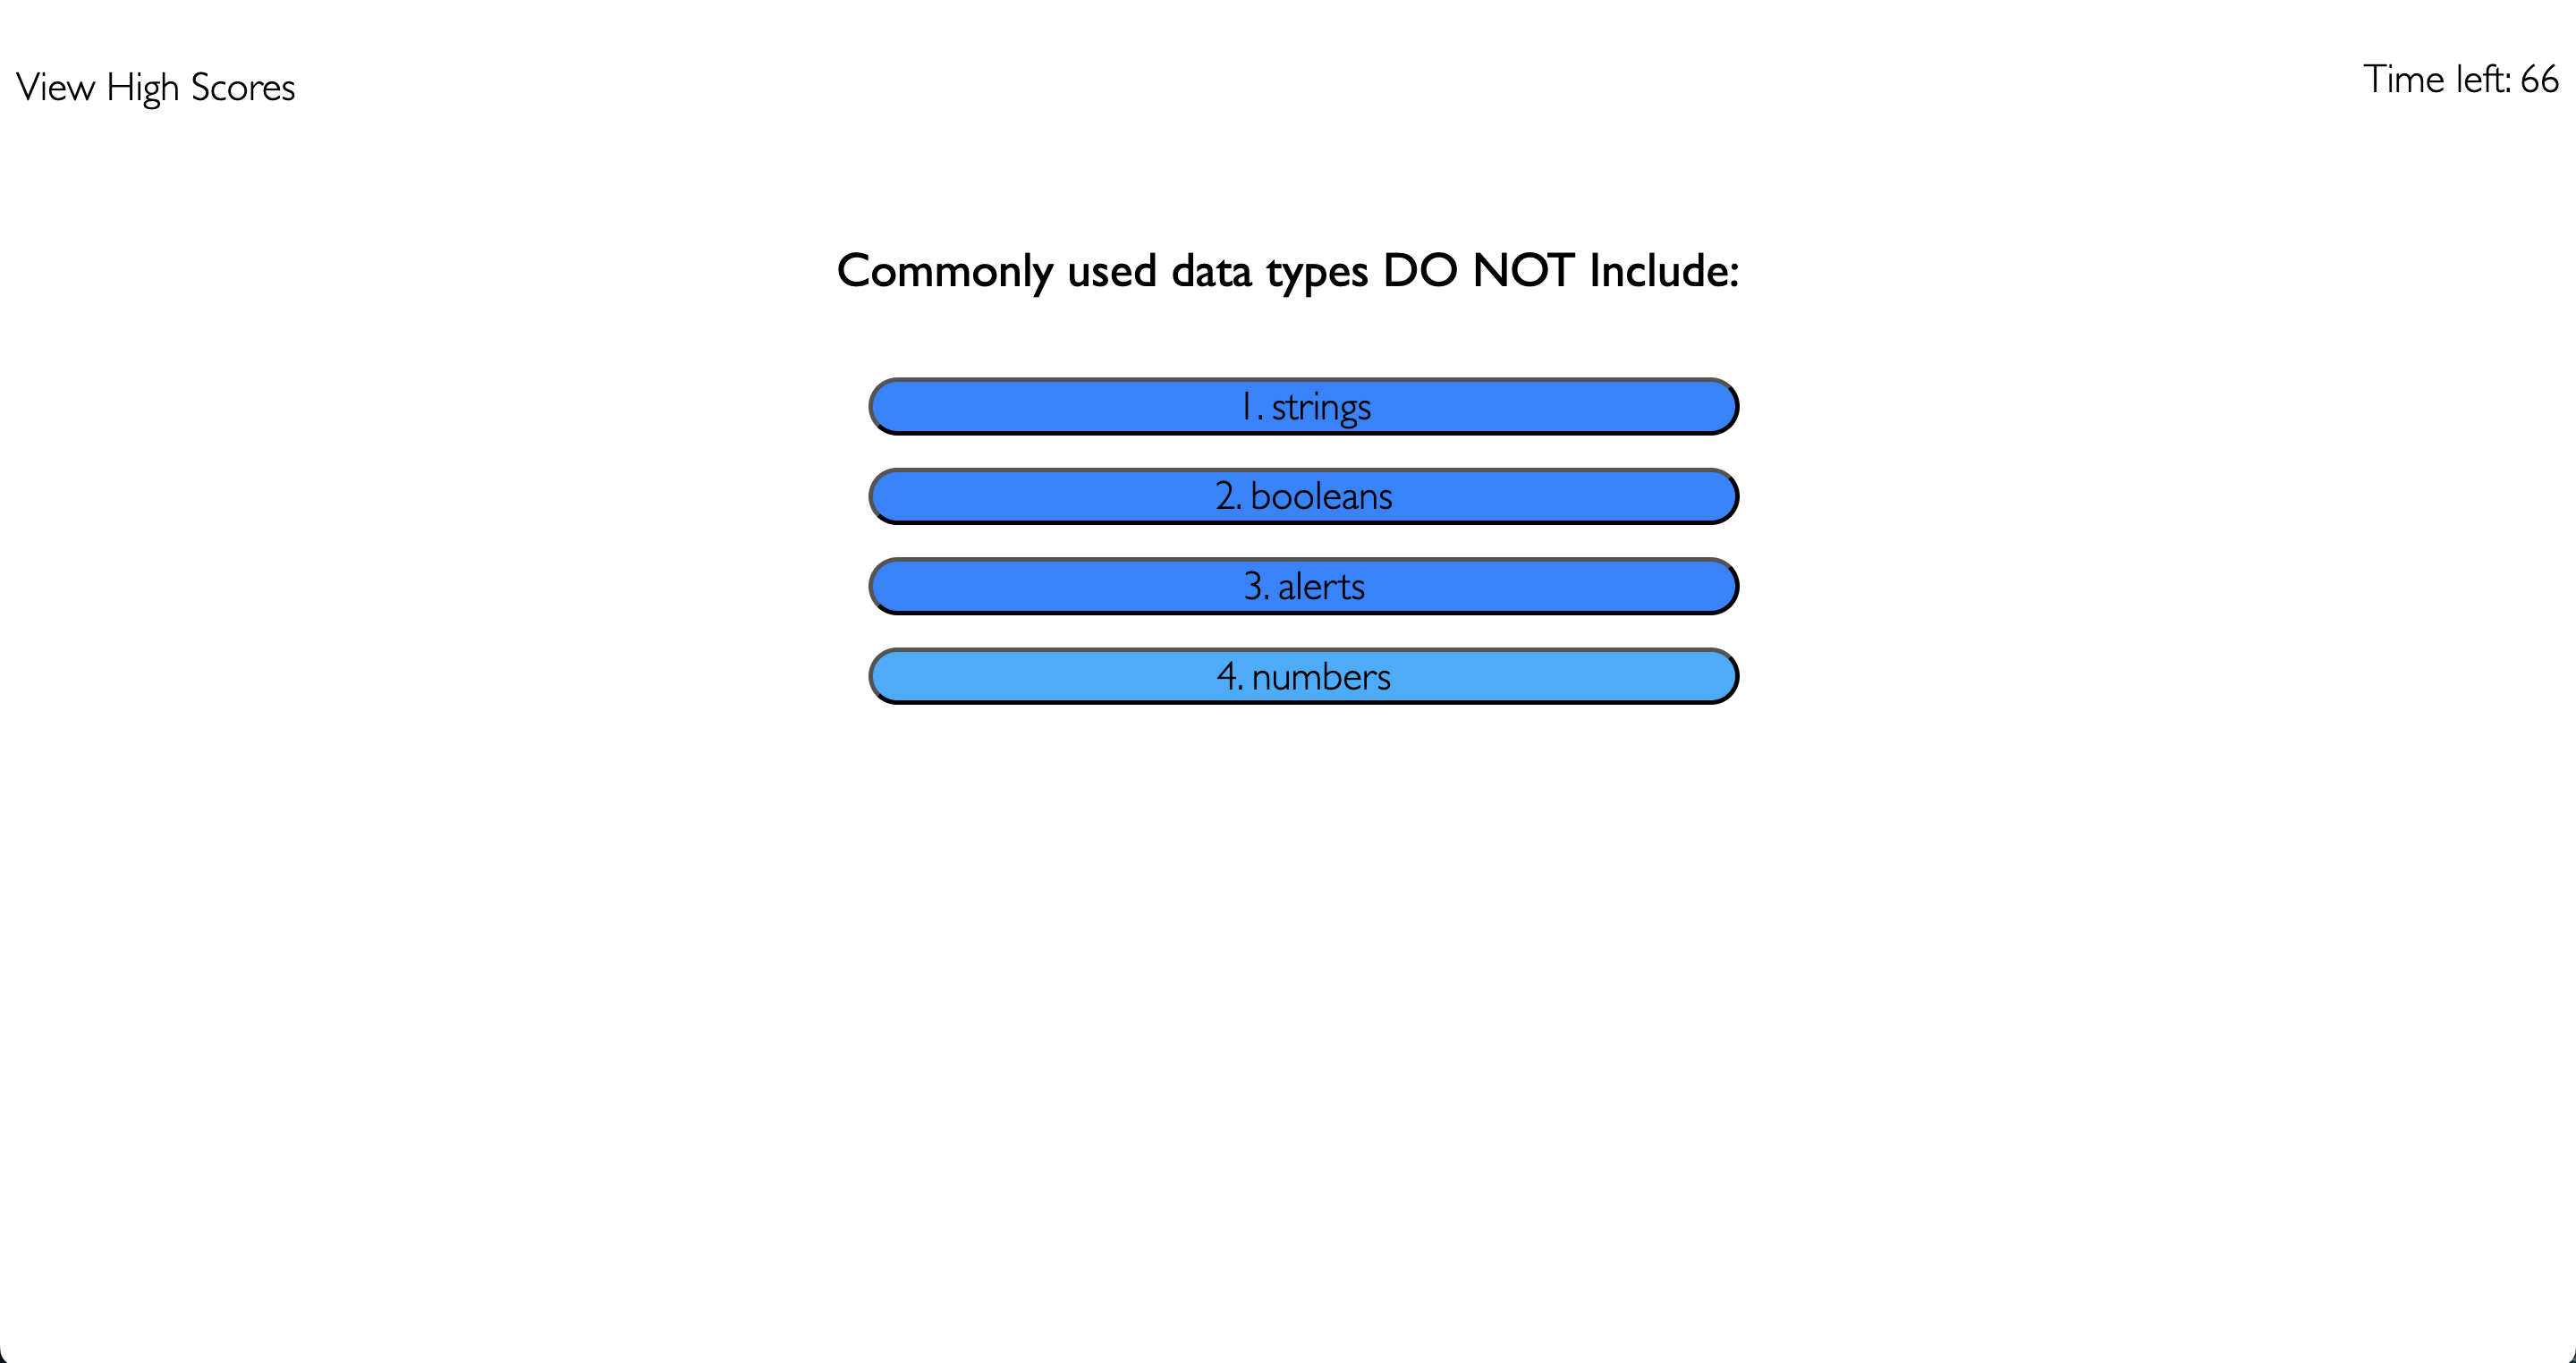 View High Scores
Time left: 66
Commonly used data types DO NOT Include:
1. strings
2. booleans
3. alerts
4. numbers